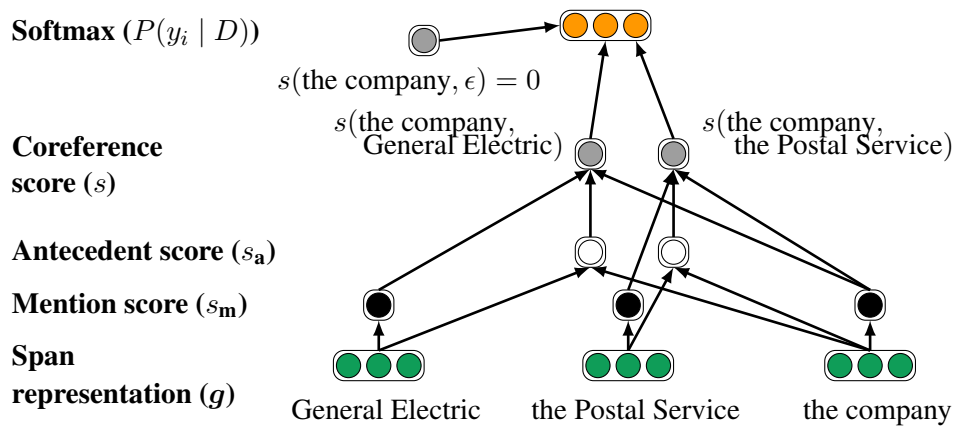 Softmax (P(y_i | D))
s(the company, ϵ) = 0
s(the company,
General Electric)
s(the company,
the Postal Service)
Coreference
score (s)
Antecedent score (s_a)
Mention score (s_m)
Span
representation (g)
General Electric the Postal Service the company